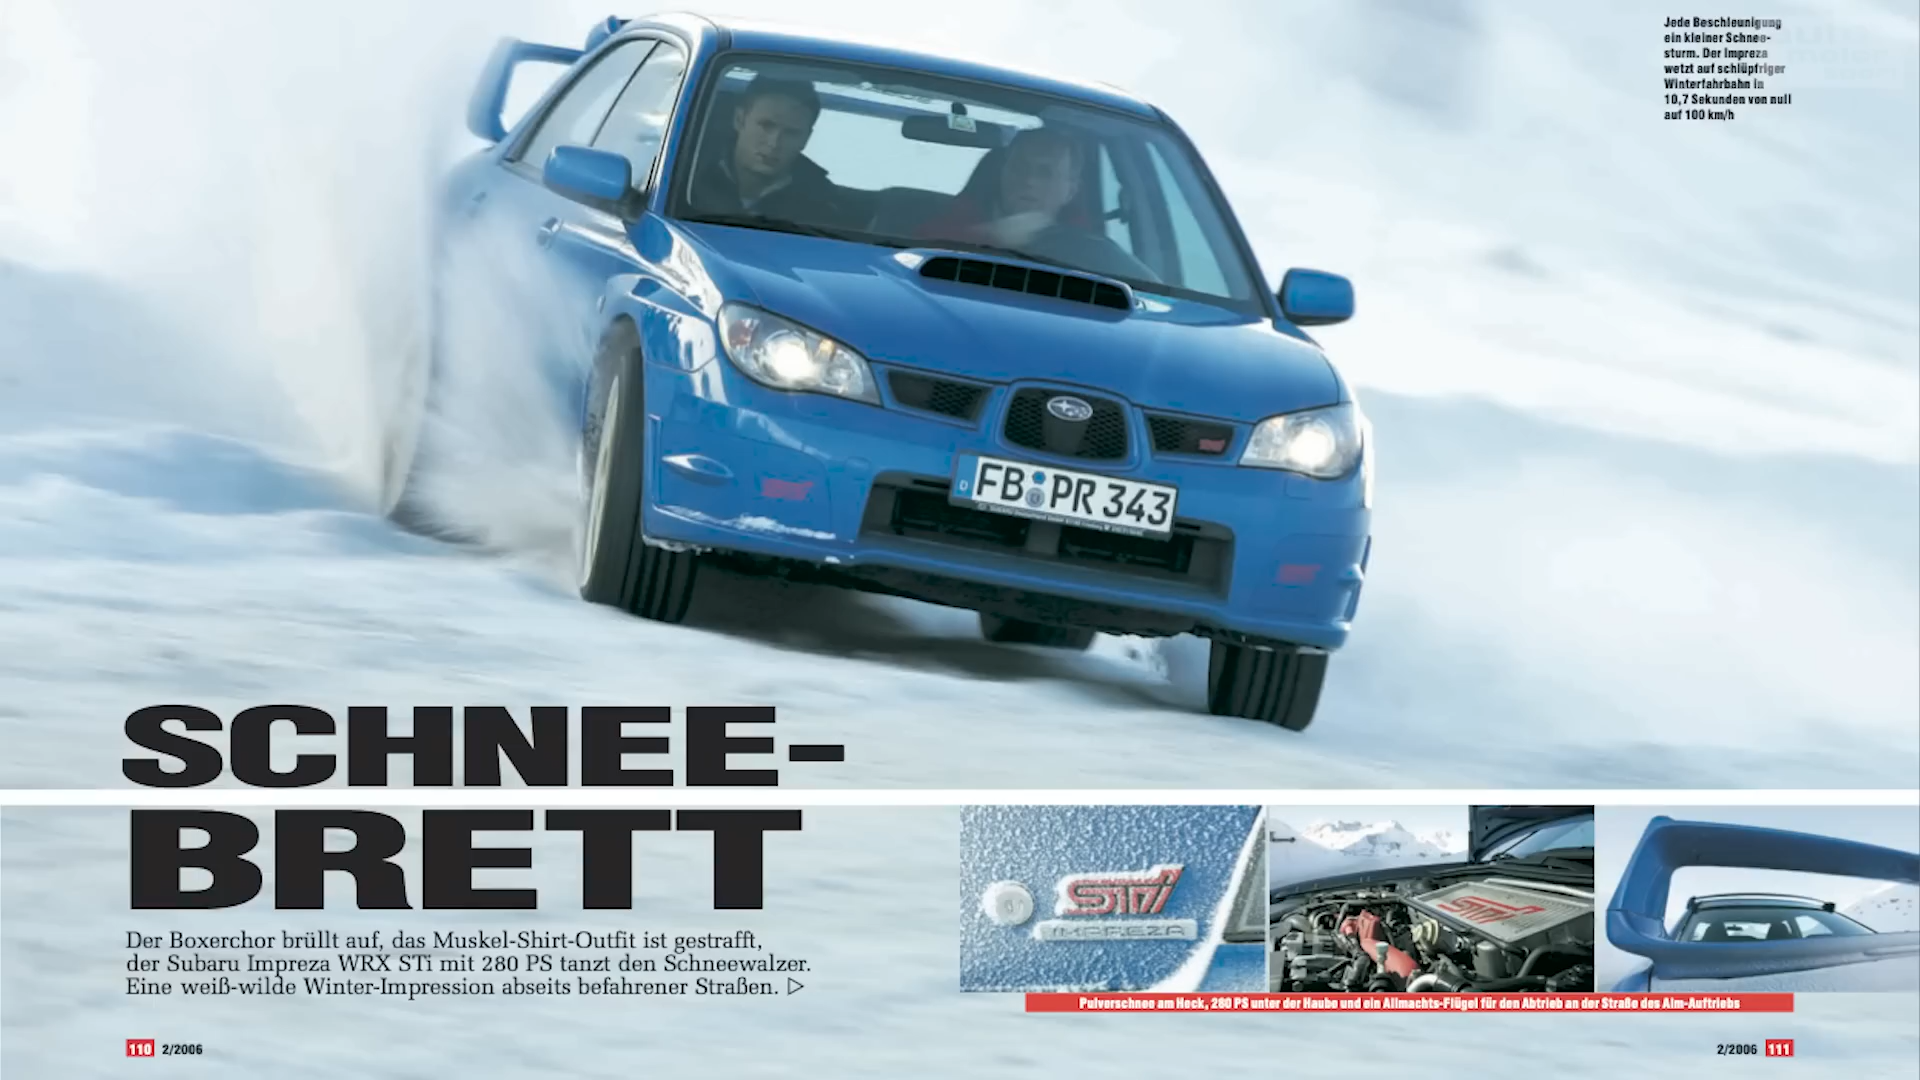 Jede Beschleunigung
ein kleiner Schnee-
sturm. Der Impreza
wetzt auf schlüpfriger
Winterfahrbahn in
10,7 Sekunden von null
auf 100 km/h
FB PR 343
SCHNEE-
BRETT
Der Boxerchor brüllt auf, das Muskel-Shirt-Outfit ist gestrafft,
der Subaru Impreza WRX STi mit 280 PS tanzt den Schneewalzer.
Eine weiß-wilde Winter-Impression abseits befahrener Straßen.
STi
IMPREZA
STi
Pulverschnee am Heck, 280 PS unter der Haube und ein Allmachts-Flügel für den Abtrieb an der Straße des Alm-Auftriebs
110 2/2006
2/2006 111